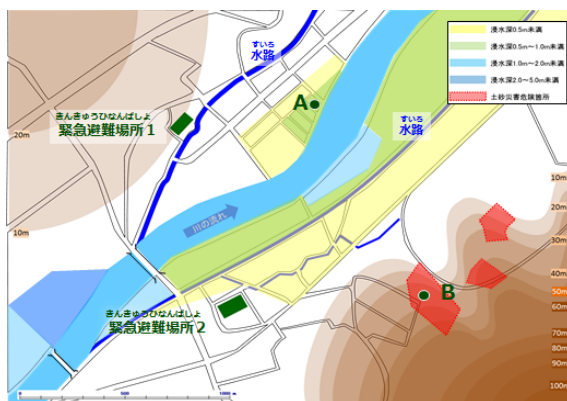 浸水深0.5m未満
浸水深0.5m～1.0m未満
浸水深1.0m～2.0m未満
浸水深2.0～5.0m未満
土砂災害危険箇所
すいろ
水路
A
きんきゅうひなんばしょ
緊急避難場所１
すいろ
水路
20m
10m
川の流れ
10m
20m
30m
40m
50m
60m
70m
80m
90m
100m
B
きんきゅうひなんばしょ
緊急避難場所２
0
500
1000 m